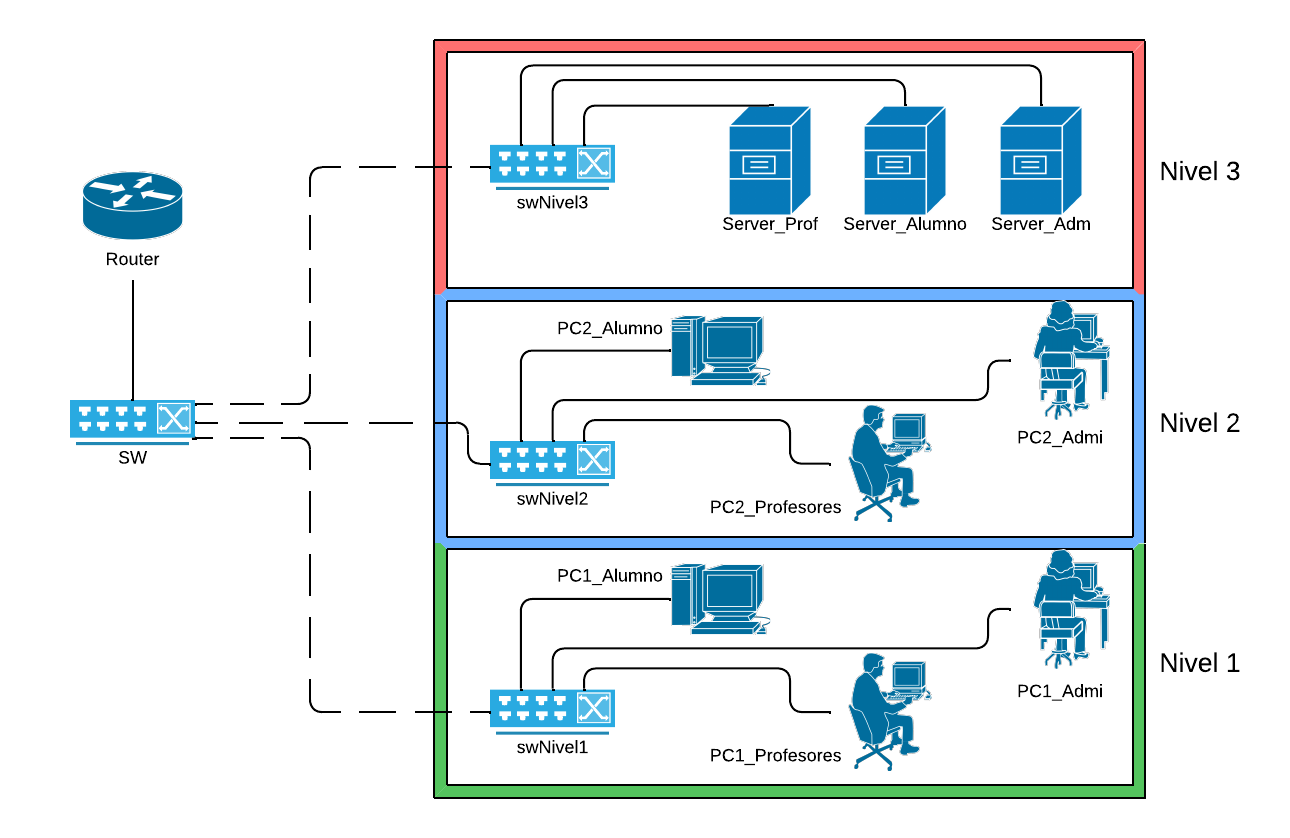 Router
SW
swNivel3
Server_Prof
Server_Alumno
Server_Adm
Nivel 3
PC2_Alumno
PC2_Admi
swNivel2
PC2_Profesores
Nivel 2
PC1_Alumno
PC1_Admi
swNivel1
PC1_Profesores
Nivel 1